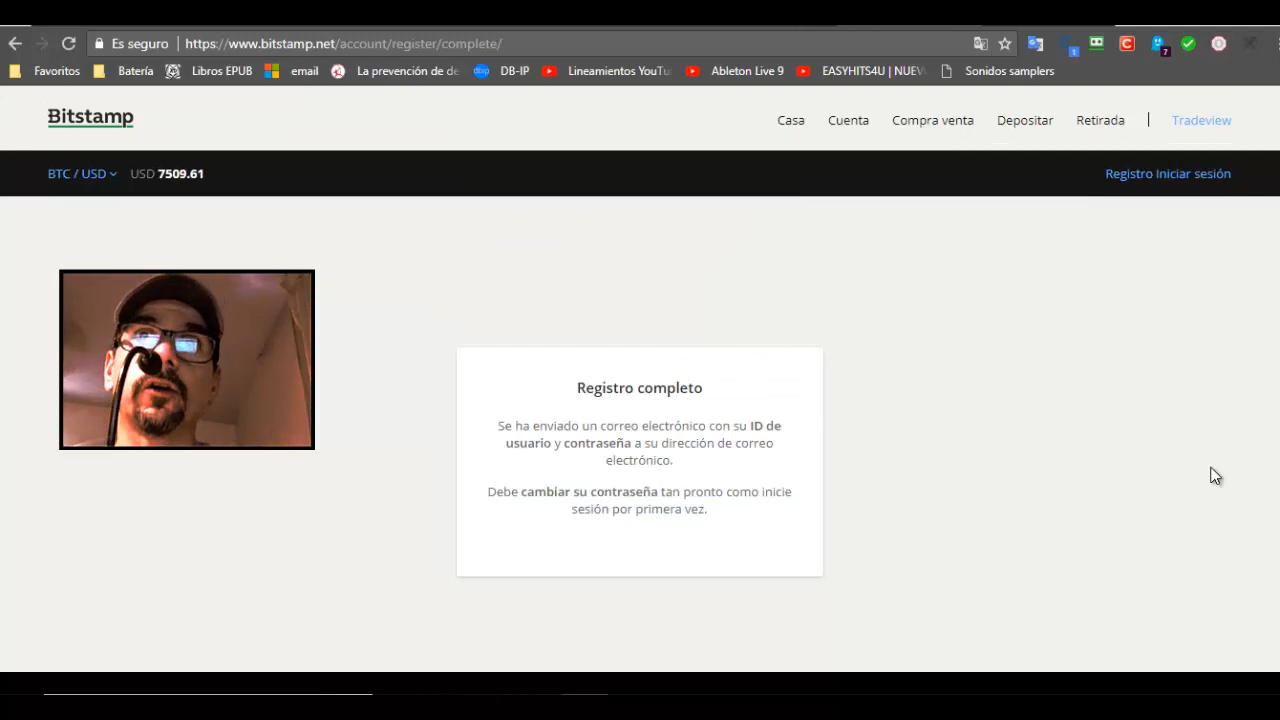 Es seguro https://www.bitstamp.net/account/register/complete/
1 7
Favoritos Batería Libros EPUB email La prevención de de DB-IP Lineamientos YouTu Ableton Live 9 EASYHITS4U | NUEV Sonidos samplers
Bitstamp Casa Cuenta Compra venta Depositar Retirada Tradeview
BTC / USD USD 7509.61 Registro Iniciar sesión
Registro completo
Se ha enviado un correo electrónico con su ID de
usuario y contraseña a su dirección de correo
electrónico.
Debe cambiar su contraseña tan pronto como inicie
sesión por primera vez.